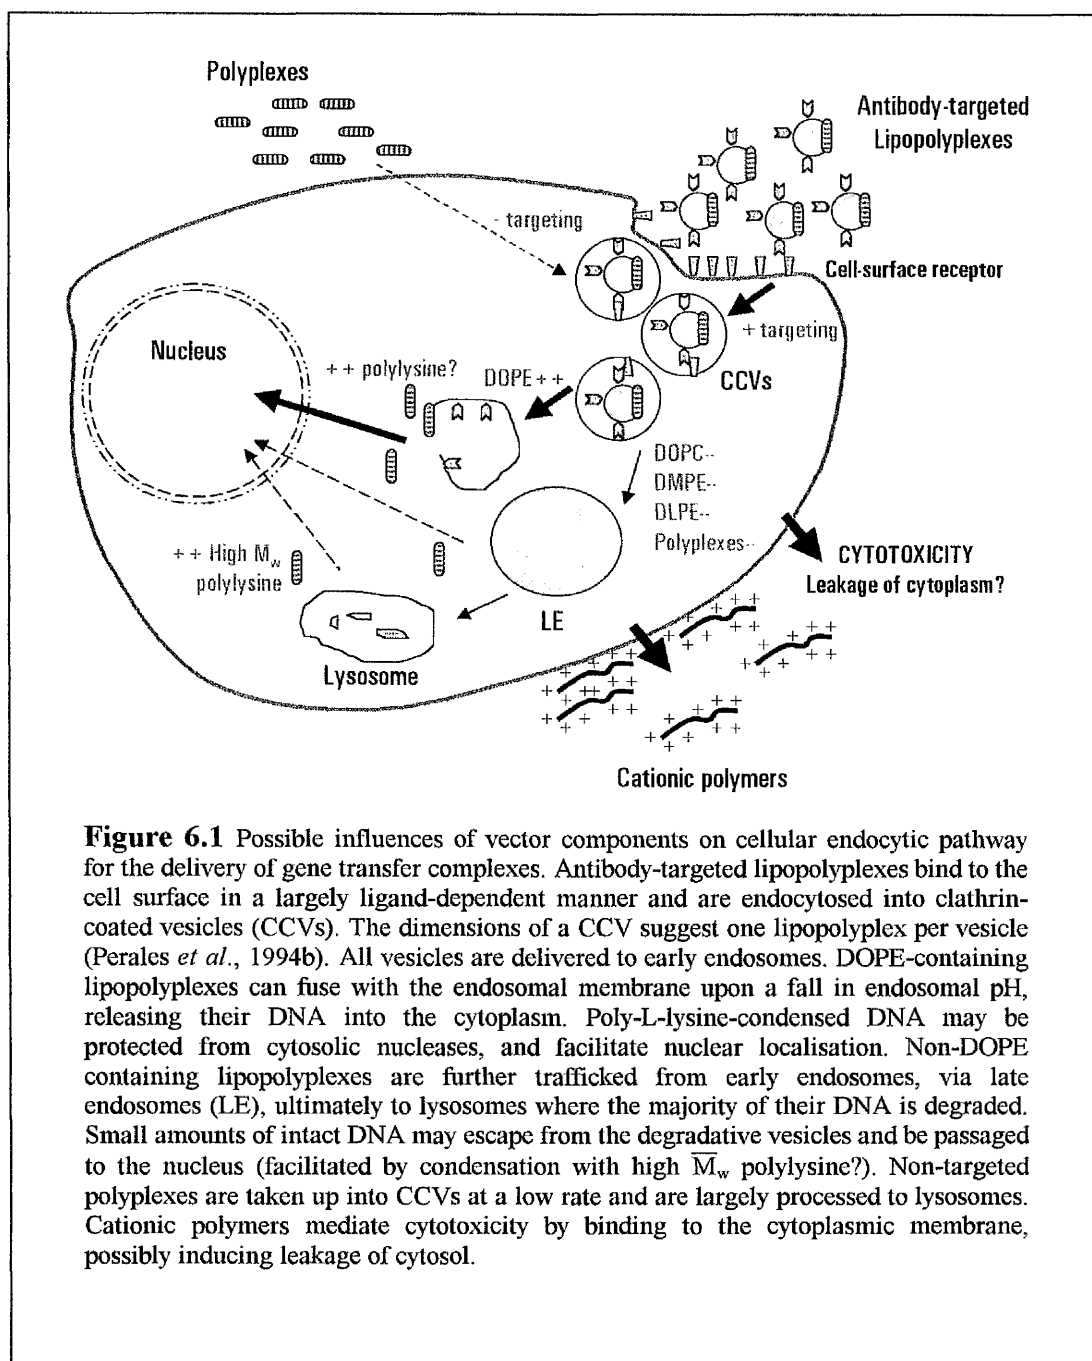 Polyplexes
Antibody-targeted
Lipopolyplexes
- targeting
Cell-surface receptor
+ targeting
Nucleus
+ + polylysine?
DOPE + +
CCVs
DOPC--
DMPE--
DLPE--
Polyplexes--
+ + High Mw
polylysine
CYTOTOXICITY
Leakage of cytoplasm?
LE
Lysosome
Cationic polymers
Figure 6.1 Possible influences of vector components on cellular endocytic pathway
for the delivery of gene transfer complexes. Antibody-targeted lipopolyplexes bind to the
cell surface in a largely ligand-dependent manner and are endocytosed into clathrin-
coated vesicles (CCVs). The dimensions of a CCV suggest one lipopolyplex per vesicle
(Perales et al., 1994b). All vesicles are delivered to early endosomes. DOPE-containing
lipopolyplexes can fuse with the endosomal membrane upon a fall in endosomal pH,
releasing their DNA into the cytoplasm. Poly-L-lysine-condensed DNA may be
protected from cytosolic nucleases, and facilitate nuclear localisation. Non-DOPE
containing lipopolyplexes are further trafficked from early endosomes, via late
endosomes (LE), ultimately to lysosomes where the majority of their DNA is degraded.
Small amounts of intact DNA may escape from the degradative vesicles and be passaged
to the nucleus (facilitated by condensation with high M̅w polylysine?). Non-targeted
polyplexes are taken up into CCVs at a low rate and are largely processed to lysosomes.
Cationic polymers mediate cytotoxicity by binding to the cytoplasmic membrane,
possibly inducing leakage of cytosol.